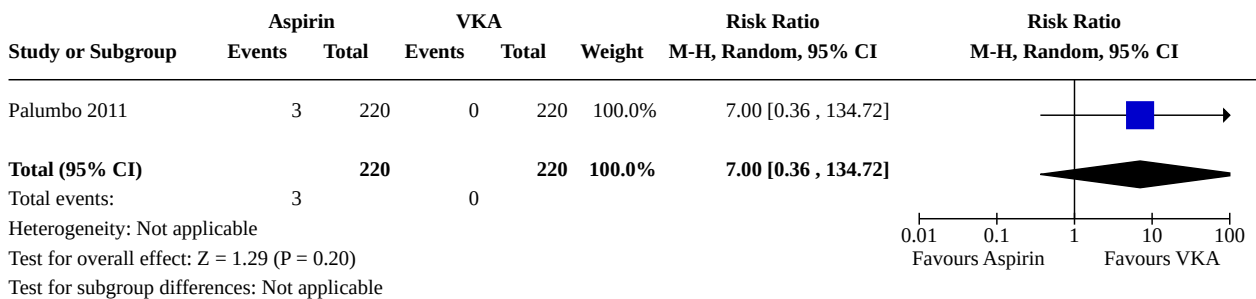 Aspirin VKA Risk Ratio Risk Ratio
Study or Subgroup Events Total Events Total Weight M-H, Random, 95% CI M-H, Random, 95% CI
Palumbo 2011 3 220 0 220 100.0% 7.00 [0.36 , 134.72]
Total (95% CI) 220 220 100.0% 7.00 [0.36 , 134.72]
Total events: 3 0
Heterogeneity: Not applicable
Test for overall effect: Z = 1.29 (P = 0.20)
Test for subgroup differences: Not applicable
0.01 0.1 1 10 100
Favours Aspirin Favours VKA